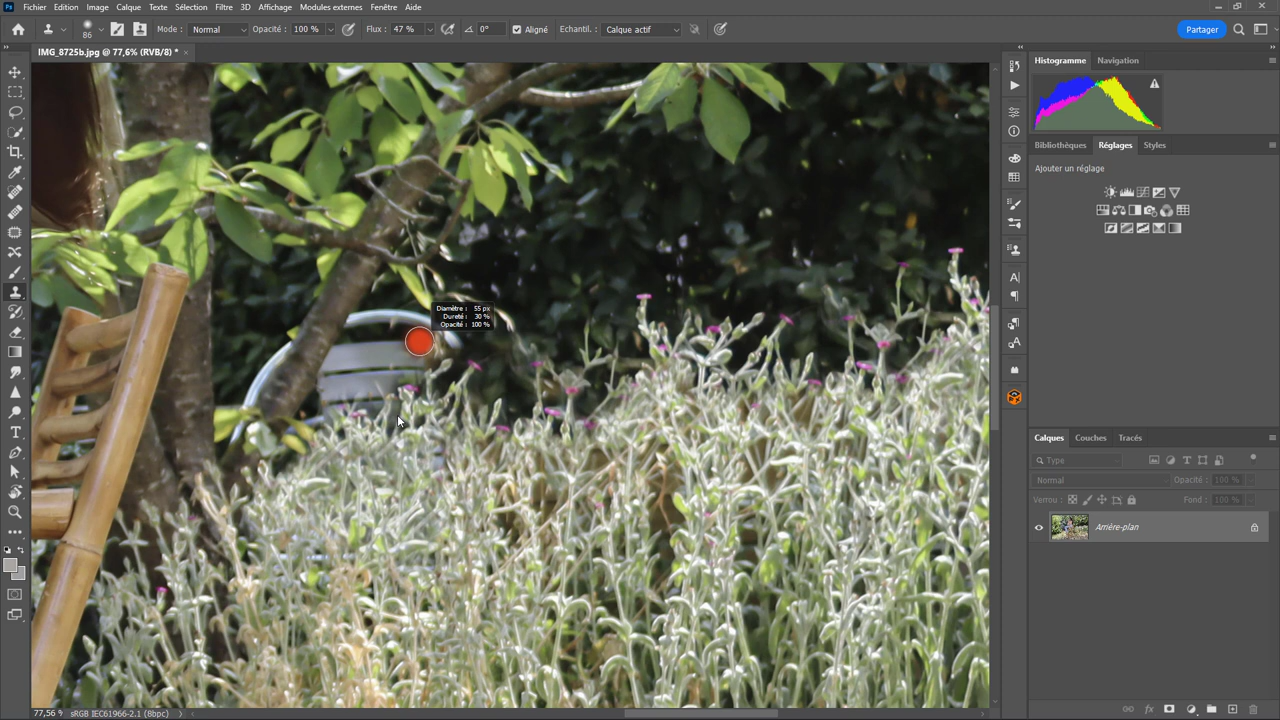 Ps Fichier Edition Image Calque Texte Sélection Filtre 3D Affichage Modules externes Fenêtre Aide
86 Mode : Normal Opacité : 100 % Flux : 47 % 0° Aligné Echantil. : Calque actif Partager
IMG_8725b.jpg @ 77,6% (RVB/8) * ×
Histogramme Navigation
Bibliothèques Réglages Styles
Ajouter un réglage
Diamètre : 55 px
Dureté : 30 %
Opacité : 100 %
Calques Couches Tracés
Type
Normal Opacité : 100 %
Verrou : Fond : 100 %
Arrière-plan
77,56 % sRGB IEC61966-2.1 (8bpc)